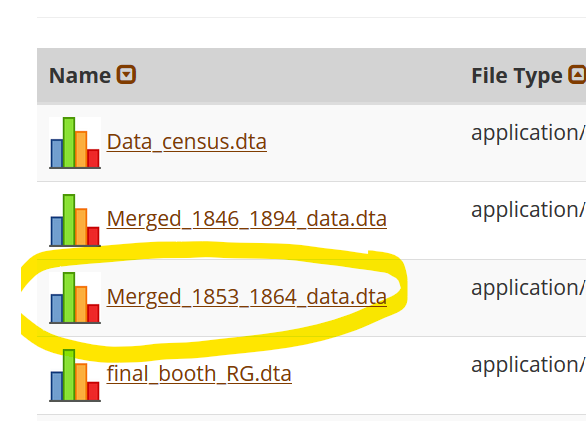 Name File Type
Data_census.dta application/
Merged_1846_1894_data.dta application/
Merged_1853_1864_data.dta application/
final_booth_RG.dta application/